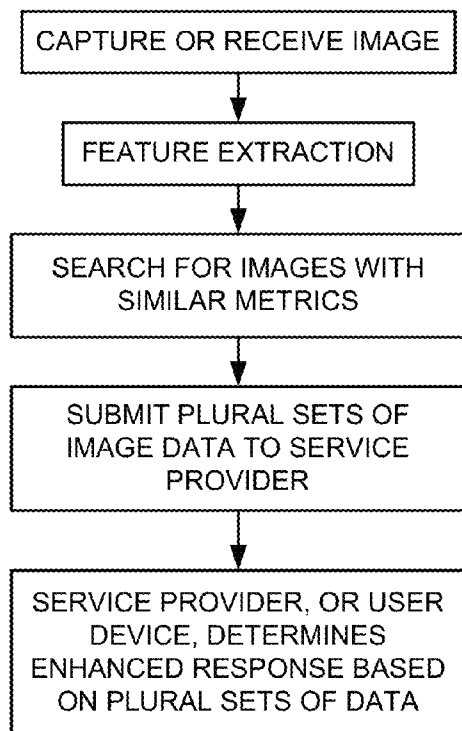 CAPTURE OR RECEIVE IMAGE
FEATURE EXTRACTION
SEARCH FOR IMAGES WITH
SIMILAR METRICS
SUBMIT PLURAL SETS OF
IMAGE DATA TO SERVICE
PROVIDER
SERVICE PROVIDER, OR USER
DEVICE, DETERMINES
ENHANCED RESPONSE BASED
ON PLURAL SETS OF DATA